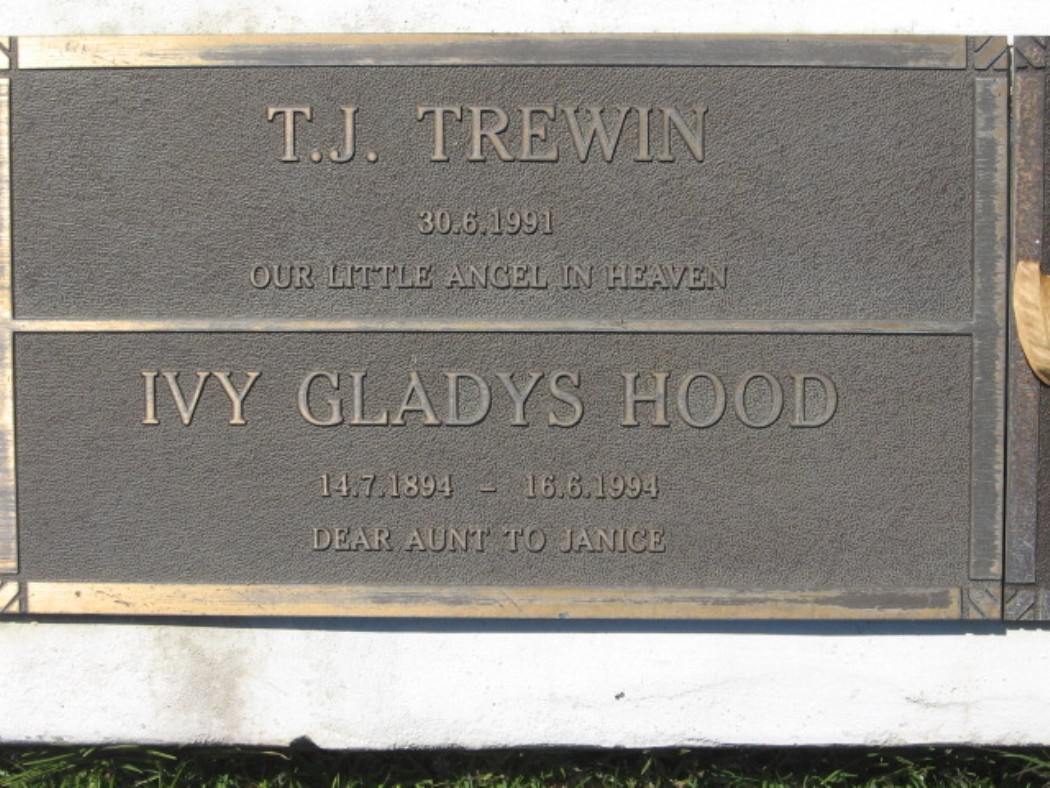 T.J. TREWIN
30.6.1991
OUR LITTLE ANGEL IN HEAVEN
IVY GLADYS HOOD
14.7.1894 – 16.6.1994
DEAR AUNT TO JANICE